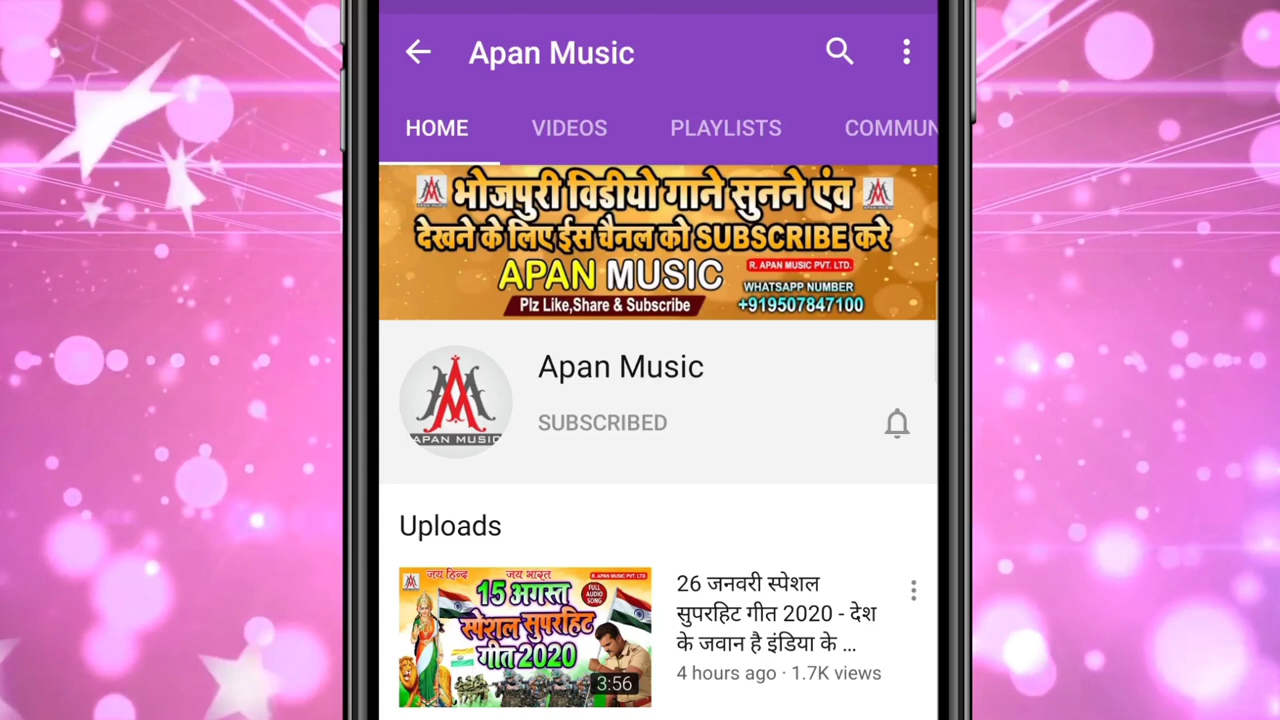 Apan Music
HOME VIDEOS PLAYLISTS COMMUN
भोजपुरी विडीयो गाने सुनने एंव
देखने के लिए ईस चैनल को SUBSCRIBE करे
APAN MUSIC
R. APAN MUSIC PVT. LTD.
Plz Like,Share & Subscribe
WHATSAPP NUMBER
+919507847100
Apan Music
SUBSCRIBED
APAN MUSIC
Uploads
जय हिन्द जय भारत
R. APAN MUSIC PVT. LTD
15 अगस्त
FULL
AUDIO
SONG
स्पेशल सुपरहिट
गीत 2020
3:56
26 जनवरी स्पेशल
सुपरहिट गीत 2020 - देश
के जवान है इंडिया के ...
4 hours ago · 1.7K views